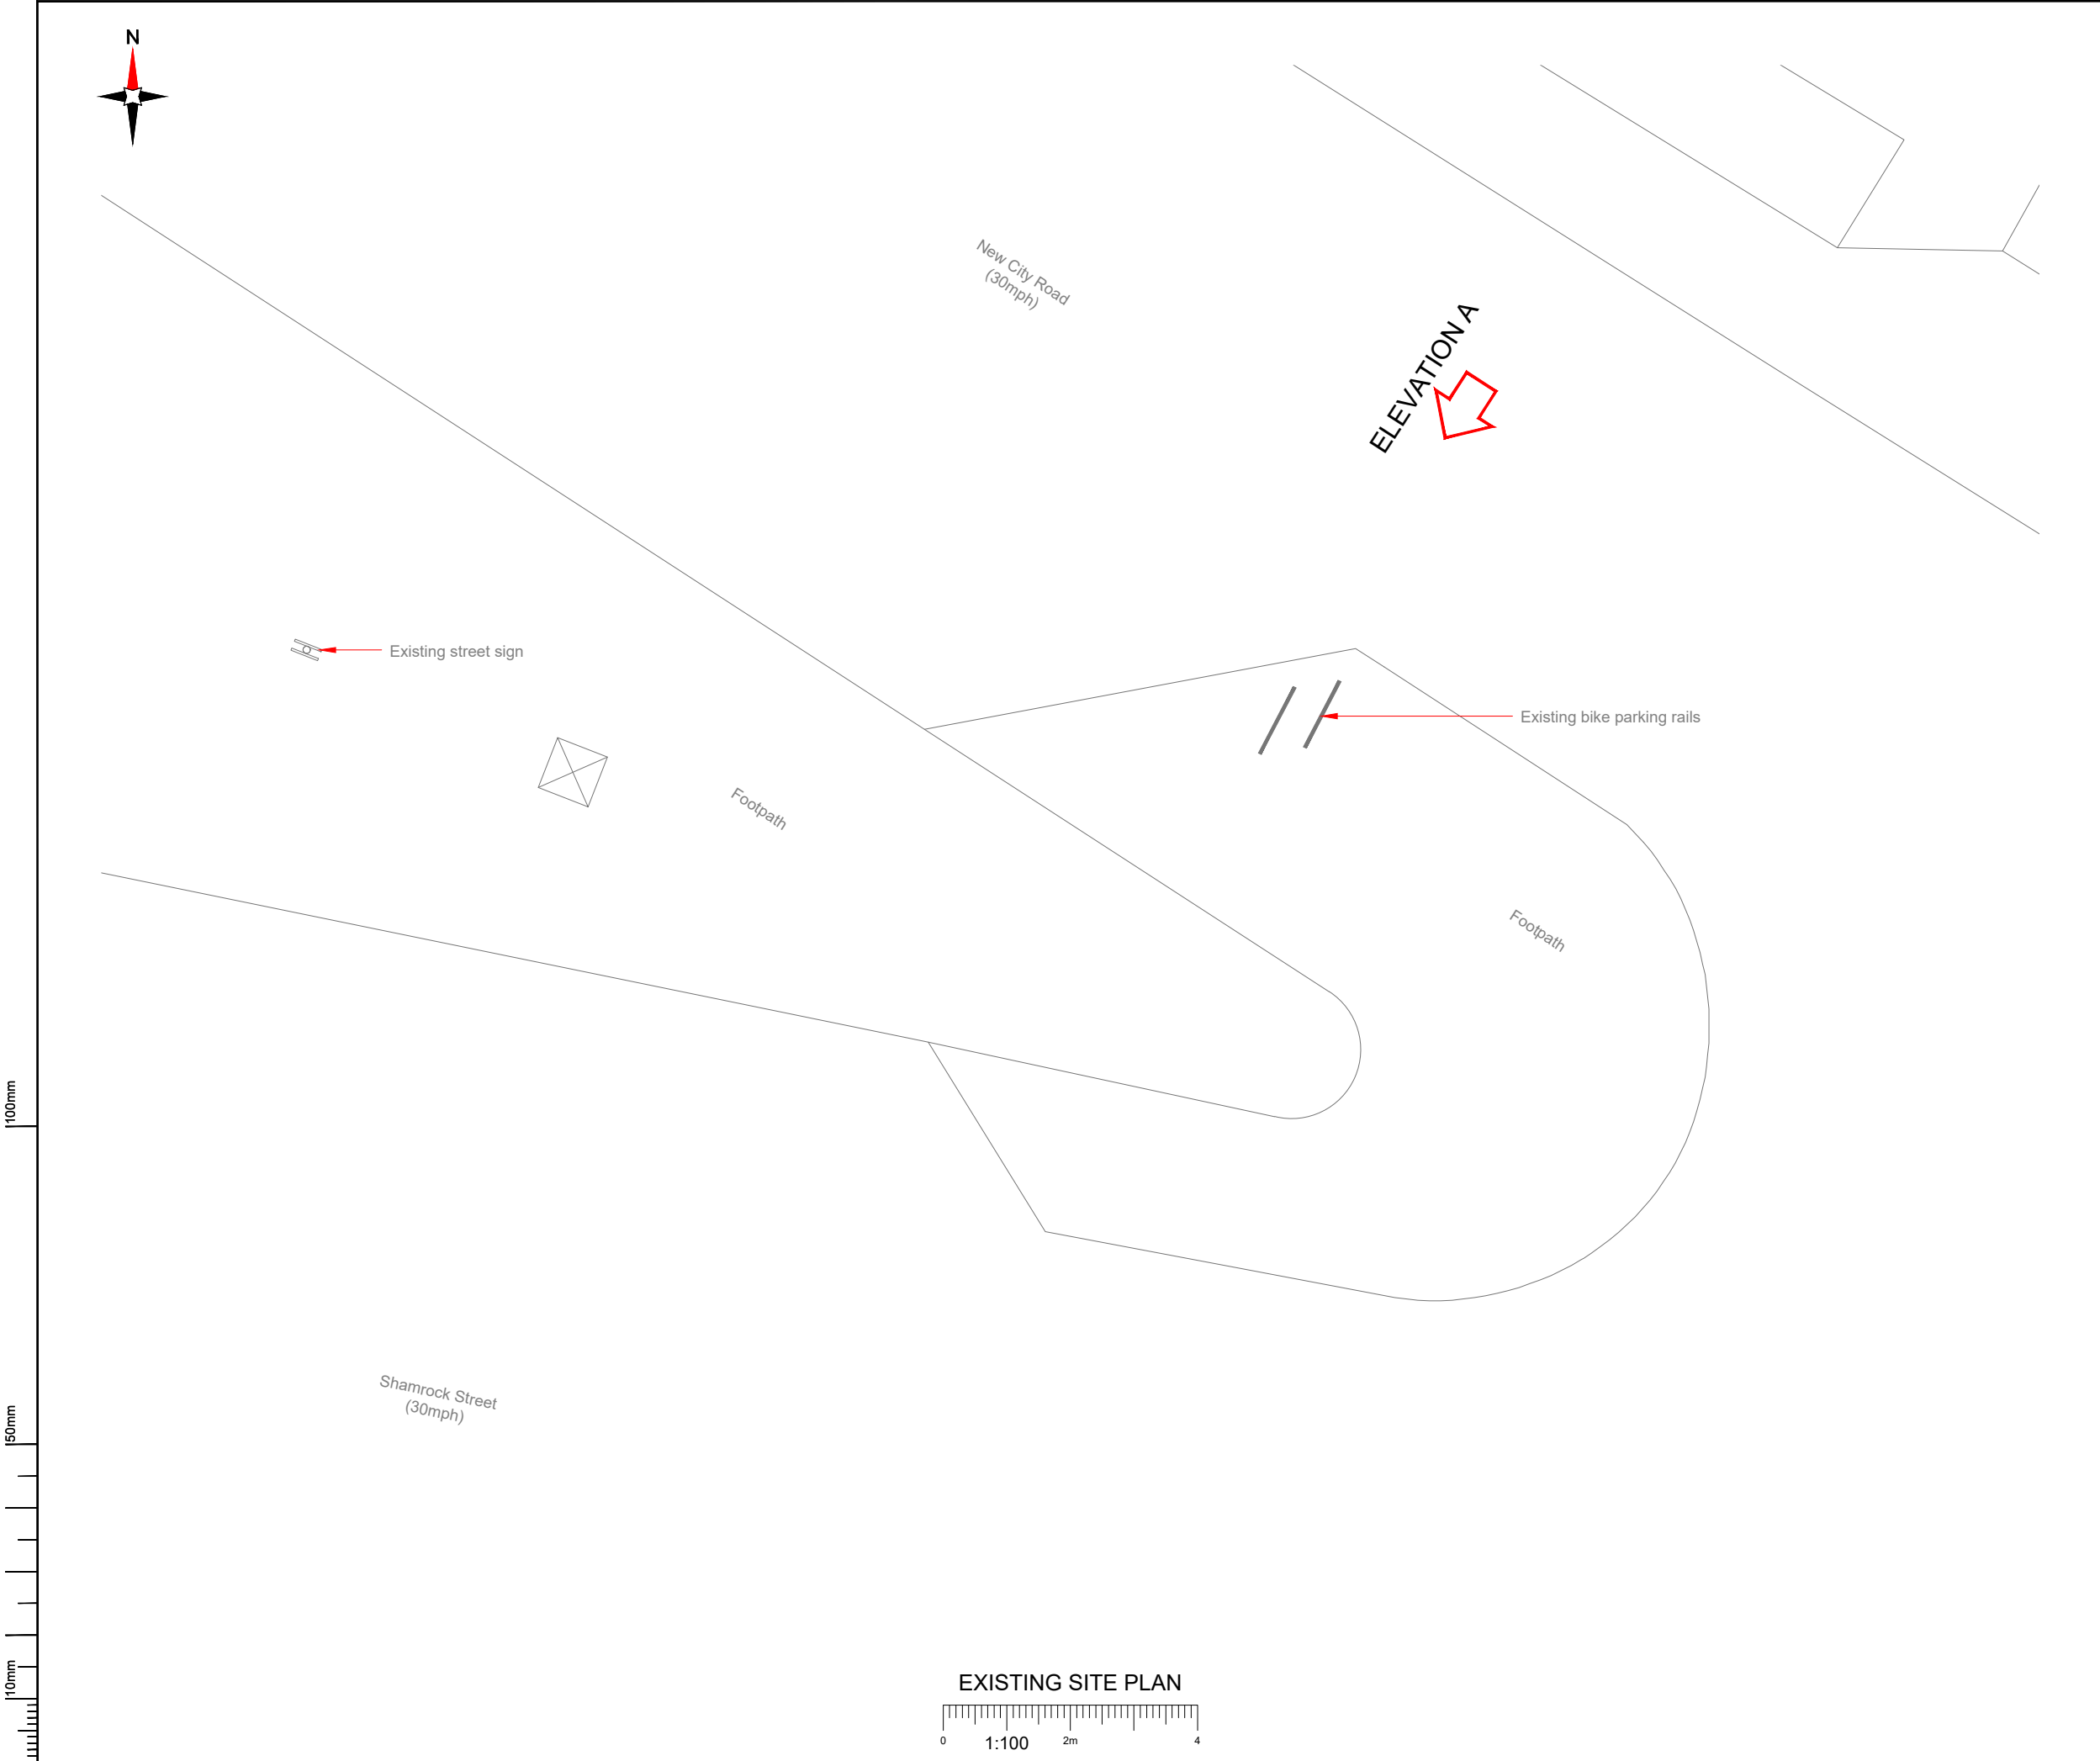 N
New City Road
(30mph)
ELEVATION A
Existing street sign
Existing bike parking rails
Footpath
Footpath
100mm
Shamrock Street
(30mph)
50mm
10mm
EXISTING SITE PLAN
0 1:100 2m 4